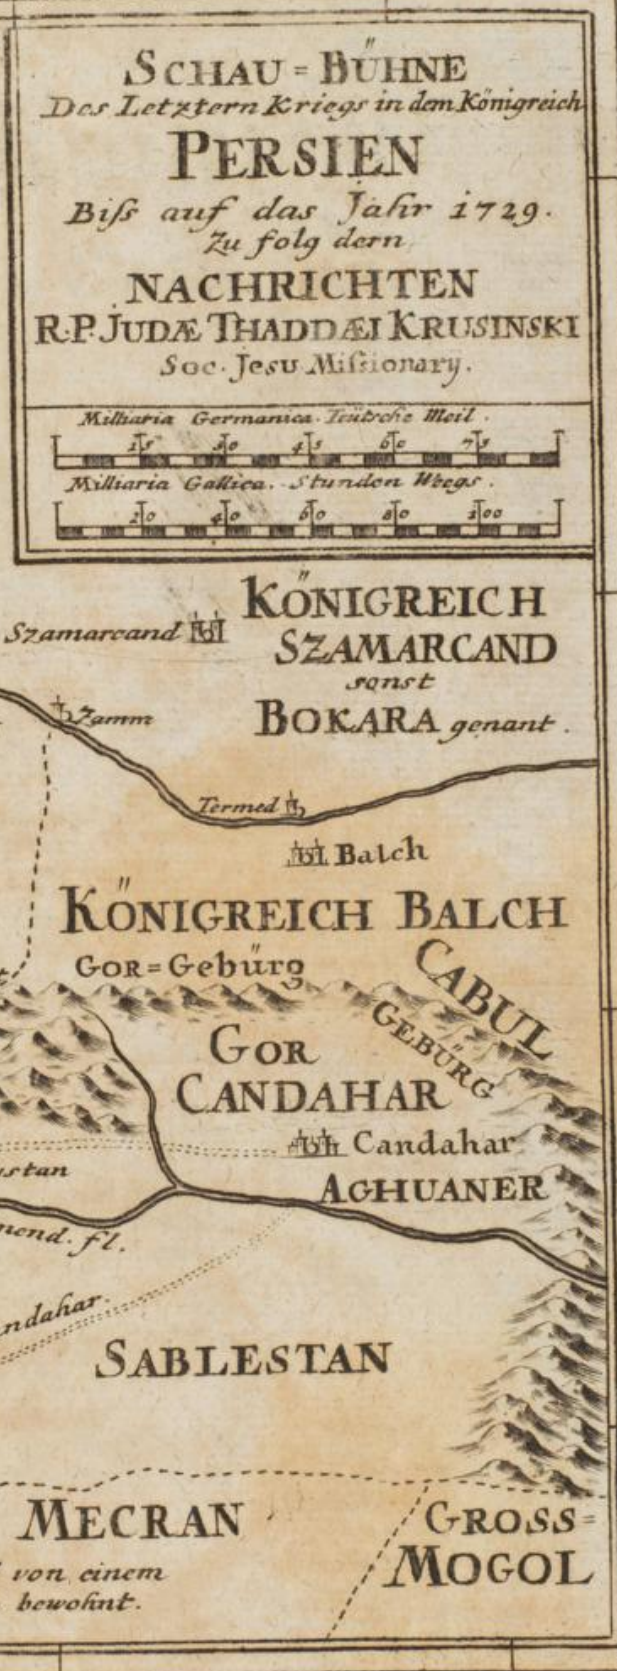 SCHAU=BÜHNE
Des Letztern Kriegs in dem Königreich
PERSIEN
Biſs auf das Jahr 1729.
Zu folg dern
NACHRICHTEN
R.P. JUDÆ THADDÆI KRUSINSKI
Soc. Jesu Miſsionary.
Milliaria Germanica. Teütsche Meil.
15 30 45 60 75
Milliaria Gallica. Stunden Wegs.
20 40 60 80 100
KÖNIGREICH
Szamarcand
SZAMARCAND
sonst
Zamm
BOKARA genant.
Termed
Balch
KÖNIGREICH BALCH
GOR=Gebürg
CABUL
GEBÜRG
GOR
CANDAHAR
Candahar
stan
AGHUANER
mend. fl.
ndahar.
SABLESTAN
MECRAN
GROSS=
MOGOL
von einem
bewohnt.